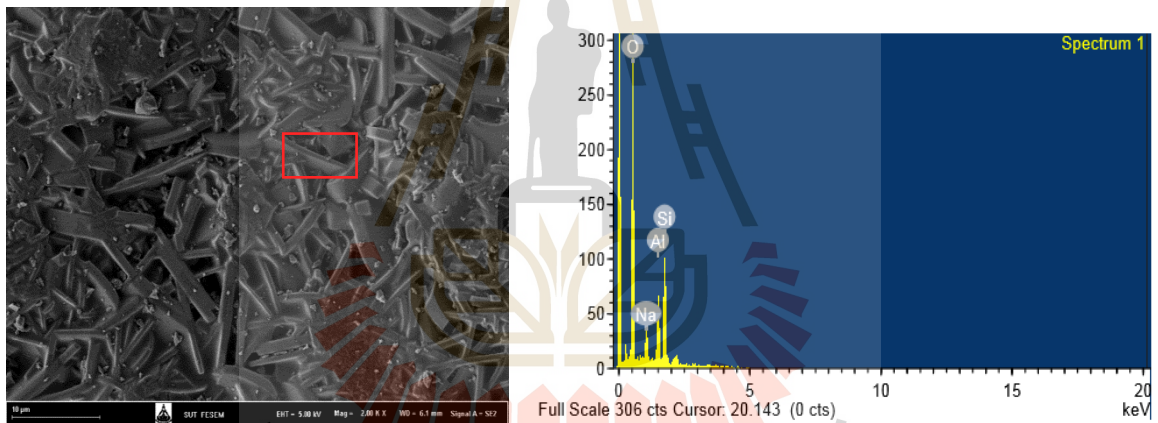 10 µm
SUT FESEM
EHT = 5.00 kV
Mag = 2.00 K X
WD = 6.1 mm
Signal A = SE2
Spectrum 1
300
250
200
150
100
50
0
O
Si
Al
Na
0
5
10
15
20
Full Scale 306 cts Cursor: 20.143 (0 cts)
keV